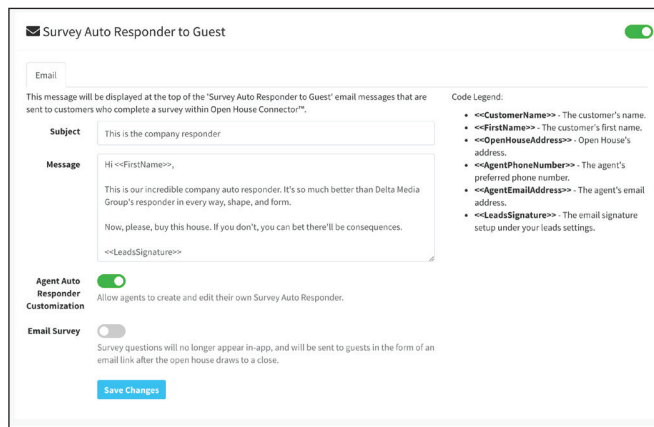 Survey Auto Responder to Guest
Email
This message will be displayed at the top of the 'Survey Auto Responder to Guest' email messages that are
sent to customers who complete a survey within Open House Connector™.
Subject
This is the company responder
Message
Hi <<FirstName>>,
This is our incredible company auto responder. It's so much better than Delta Media
Group's responder in every way, shape, and form.
Now, please, buy this house. If you don't, you can bet there'll be consequences.
<<LeadsSignature>>
Agent Auto
Responder
Customization
Allow agents to create and edit their own Survey Auto Responder.
Email Survey
Survey questions will no longer appear in-app, and will be sent to guests in the form of an
email link after the open house draws to a close.
Save Changes
Code Legend:
• <<CustomerName>> - The customer's name.
• <<FirstName>> - The customer's first name.
• <<OpenHouseAddress>> - Open House's
address.
• <<AgentPhoneNumber>> - The agent's
preferred phone number.
• <<AgentEmailAddress>> - The agent's email
address.
• <<LeadsSignature>> - The email signature
setup under your leads settings.